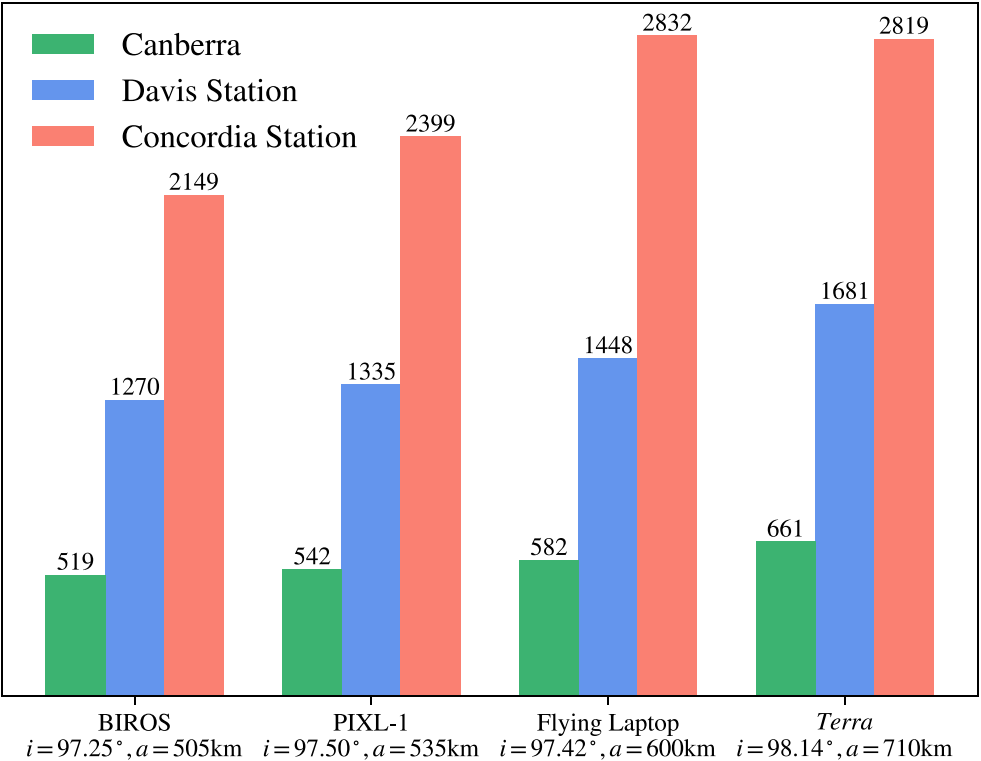 Canberra
Davis Station
Concordia Station
2832
2819
2399
2149
1681
1448
1335
1270
661
582
542
519
BIROS PIXL-1 Flying Laptop Terra
i = 97.25°, a = 505km i = 97.50°, a = 535km i = 97.42°, a = 600km i = 98.14°, a = 710km